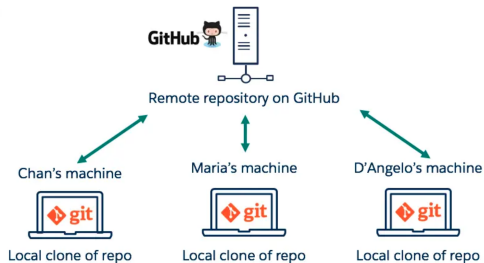 GitHub
Remote repository on GitHub
Chan's machine
Maria's machine
D'Angelo's machine
git
git
git
Local clone of repo
Local clone of repo
Local clone of repo